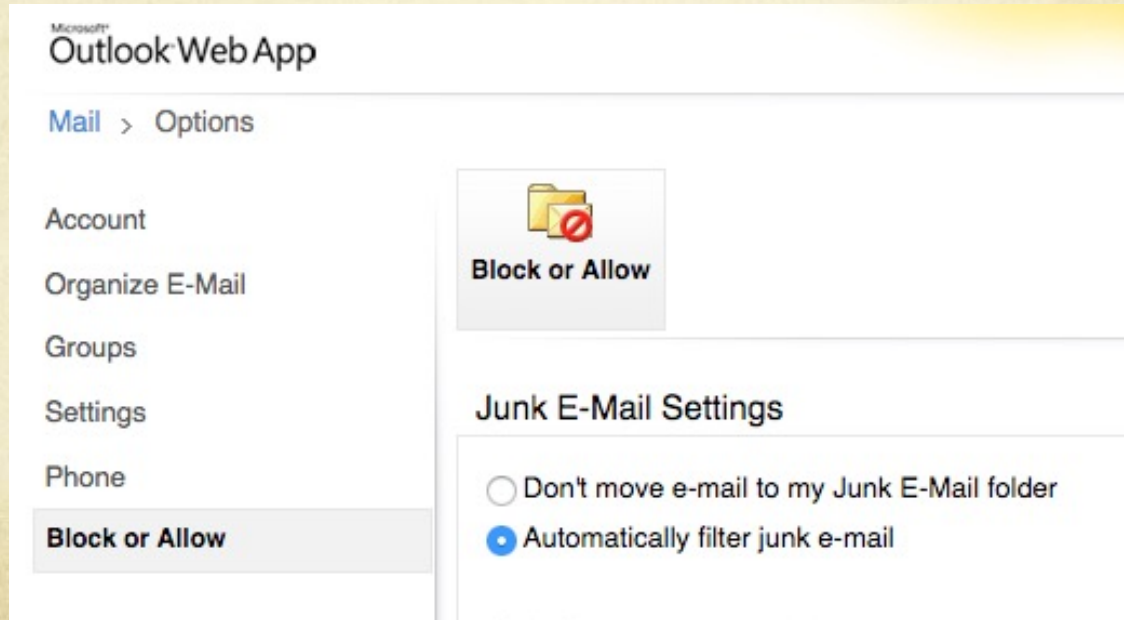 Microsoft®
Outlook Web App
Mail > Options
Account
Organize E-Mail
Groups
Settings
Phone
Block or Allow
Block or Allow
Junk E-Mail Settings
Don't move e-mail to my Junk E-Mail folder
Automatically filter junk e-mail